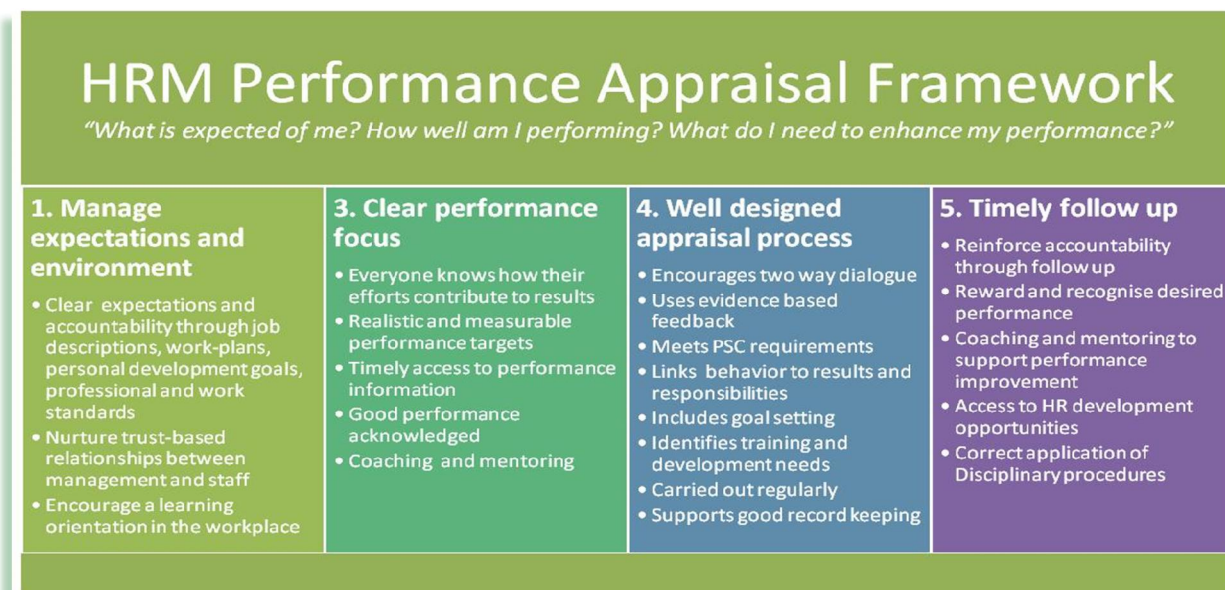 HRM Performance Appraisal Framework
“What is expected of me? How well am I performing? What do I need to enhance my performance?”
1. Manage
expectations and
environment
• Clear expectations and
accountability through job
descriptions, work-plans,
personal development goals,
professional and work
standards
• Nurture trust-based
relationships between
management and staff
• Encourage a learning
orientation in the workplace
3. Clear performance
focus
• Everyone knows how their
efforts contribute to results
• Realistic and measurable
performance targets
• Timely access to performance
information
• Good performance
acknowledged
• Coaching and mentoring
4. Well designed
appraisal process
• Encourages two way dialogue
• Uses evidence based
feedback
• Meets PSC requirements
• Links behavior to results and
responsibilities
• Includes goal setting
• Identifies training and
development needs
• Carried out regularly
• Supports good record keeping
5. Timely follow up
• Reinforce accountability
through follow up
• Reward and recognise desired
performance
• Coaching and mentoring to
support performance
improvement
• Access to HR development
opportunities
• Correct application of
Disciplinary procedures